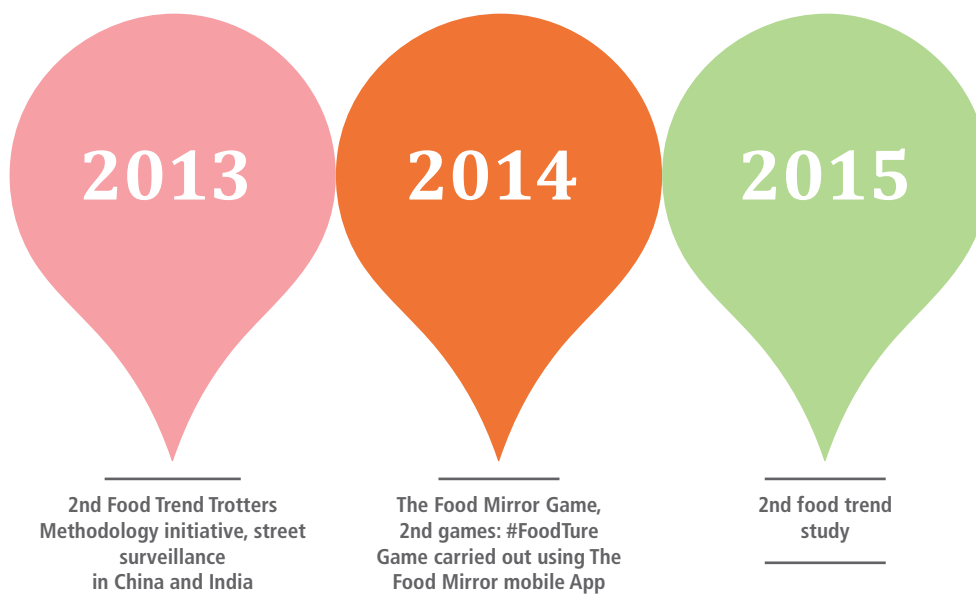 2013
2014
2015
2nd Food Trend Trotters
Methodology initiative, street
surveillance
in China and India
The Food Mirror Game,
2nd games: #FoodTure
Game carried out using The
Food Mirror mobile App
2nd food trend
study